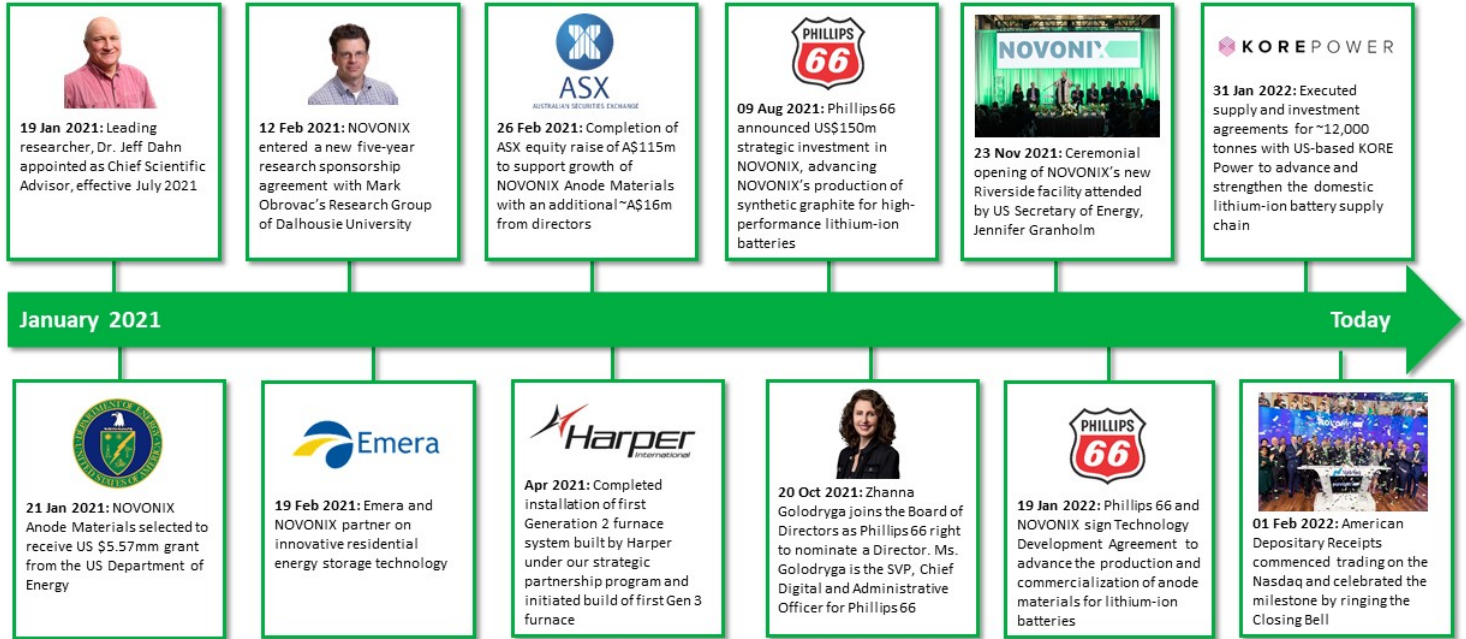 19 Jan 2021: Leading
researcher, Dr. Jeff Dahn
appointed as Chief Scientific
Advisor, effective July 2021
12 Feb 2021: NOVONIX
entered a new five-year
research sponsorship
agreement with Mark
Obrovac’s Research Group
of Dalhousie University
ASX
AUSTRALIAN SECURITIES EXCHANGE
26 Feb 2021: Completion of
ASX equity raise of A$115m
to support growth of
NOVONIX Anode Materials
with an additional ~A$16m
from directors
PHILLIPS
66
09 Aug 2021: Phillips 66
announced US$150m
strategic investment in
NOVONIX, advancing
NOVONIX’s production of
synthetic graphite for high-
performance lithium-ion
batteries
NOVONIX
23 Nov 2021: Ceremonial
opening of NOVONIX’s new
Riverside facility attended
by US Secretary of Energy,
Jennifer Granholm
KOREPOWER
31 Jan 2022: Executed
supply and investment
agreements for ~12,000
tonnes with US-based KORE
Power to advance and
strengthen the domestic
lithium-ion battery supply
chain
January 2021
Today
DEPARTMENT OF ENERGY
UNITED STATES OF AMERICA
21 Jan 2021: NOVONIX
Anode Materials selected to
receive US $5.57mm grant
from the US Department of
Energy
Emera
19 Feb 2021: Emera and
NOVONIX partner on
innovative residential
energy storage technology
Harper
International
Apr 2021: Completed
installation of first
Generation 2 furnace
system built by Harper
under our strategic
partnership program and
initiated build of first Gen 3
furnace
20 Oct 2021: Zhanna
Golodryga joins the Board of
Directors as Phillips 66 right
to nominate a Director. Ms.
Golodryga is the SVP, Chief
Digital and Administrative
Officer for Phillips 66
PHILLIPS
66
19 Jan 2022: Phillips 66 and
NOVONIX sign Technology
Development Agreement to
advance the production and
commercialization of anode
materials for lithium-ion
batteries
NOVONIX
Nasdaq
01 Feb 2022: American
Depositary Receipts
commenced trading on the
Nasdaq and celebrated the
milestone by ringing the
Closing Bell